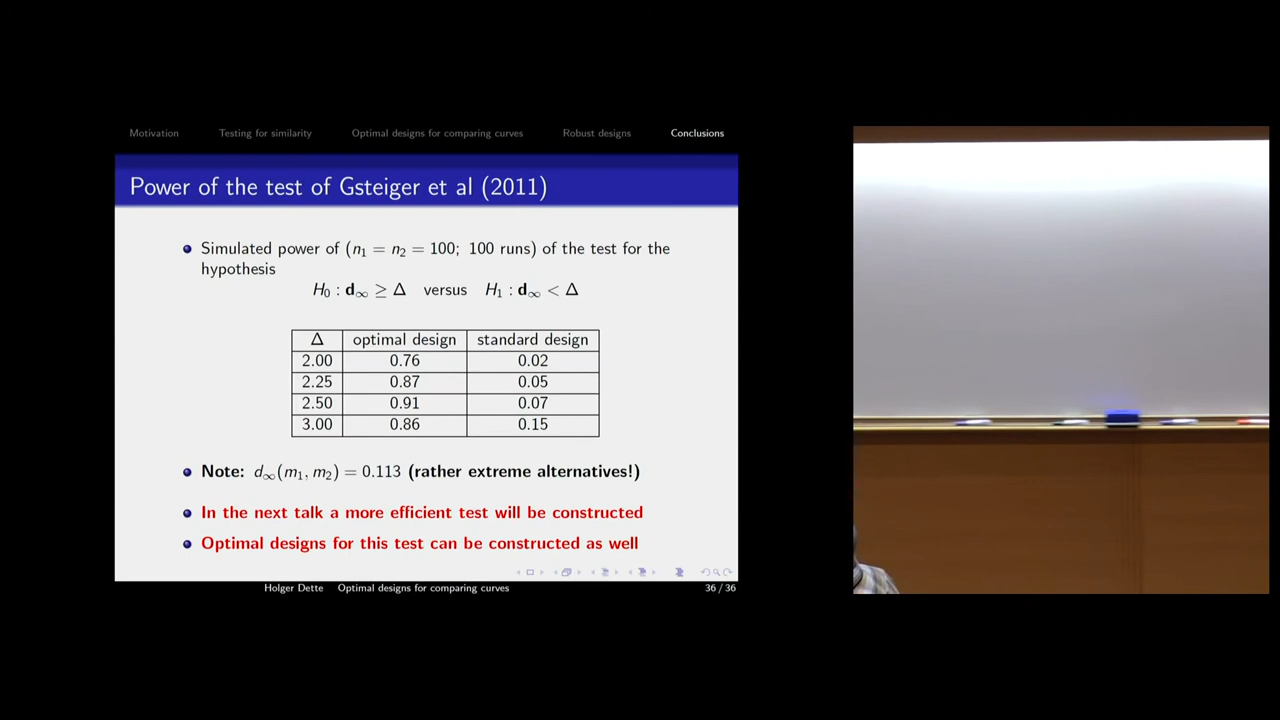 Motivation Testing for similarity Optimal designs for comparing curves Robust designs Conclusions
Power of the test of Gsteiger et al (2011)
Simulated power of (n₁ = n₂ = 100; 100 runs) of the test for the
hypothesis
H₀ : d∞ ≥ Δ versus H₁ : d∞ < Δ
Δ optimal design standard design
2.00 0.76 0.02
2.25 0.87 0.05
2.50 0.91 0.07
3.00 0.86 0.15
Note: d∞(m₁, m₂) = 0.113 (rather extreme alternatives!)
In the next talk a more efficient test will be constructed
Optimal designs for this test can be constructed as well
Holger Dette Optimal designs for comparing curves 36 / 36